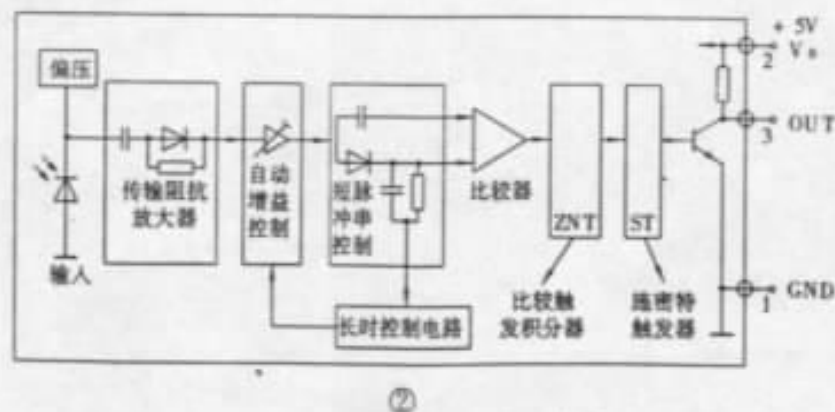 偏压
传输阻抗
放大器
输入
自动
增益
控制
短脉
冲串
控制
长时控制电路
比较器
ZNT
比较触
发积分器
ST
施密特
触发器
+ 5V
2 Vs
3 OUT
1 GND
②